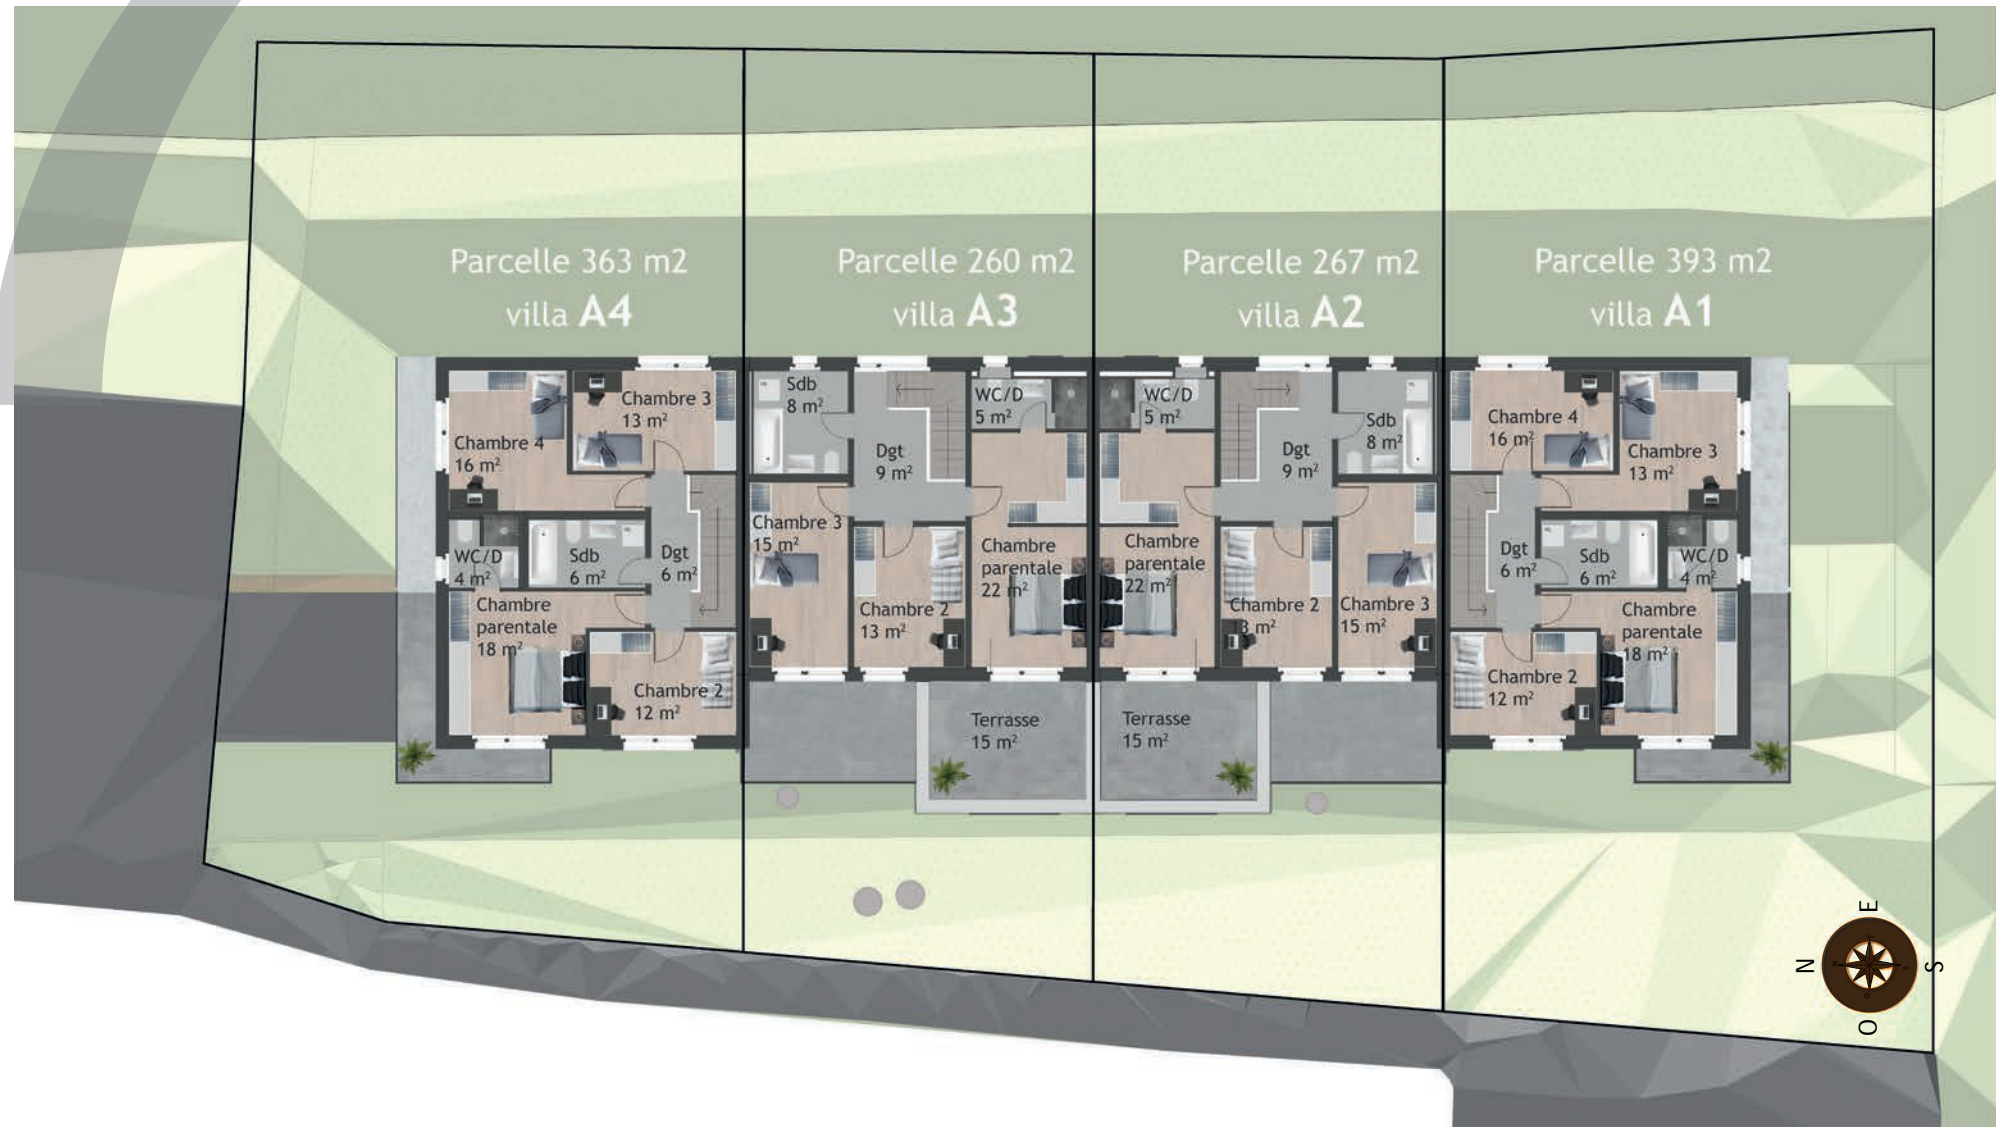 Parcelle 363 m2
villa A4
Parcelle 260 m2
villa A3
Parcelle 267 m2
villa A2
Parcelle 393 m2
villa A1
Chambre 3
13 m²
Chambre 4
16 m²
WC/D
4 m²
Sdb
6 m²
Dgt
6 m²
Chambre
parentale
18 m²
Chambre 2
12 m²
Sdb
8 m²
Dgt
9 m²
WC/D
5 m²
Chambre 3
15 m²
Chambre 2
13 m²
Chambre
parentale
22 m²
Terrasse
15 m²
WC/D
5 m²
Dgt
9 m²
Sdb
8 m²
Chambre
parentale
22 m²
Chambre 2
13 m²
Chambre 3
15 m²
Terrasse
15 m²
Chambre 4
16 m²
Chambre 3
13 m²
Dgt
6 m²
Sdb
6 m²
WC/D
4 m²
Chambre
parentale
18 m²
Chambre 2
12 m²
E
N
S
O